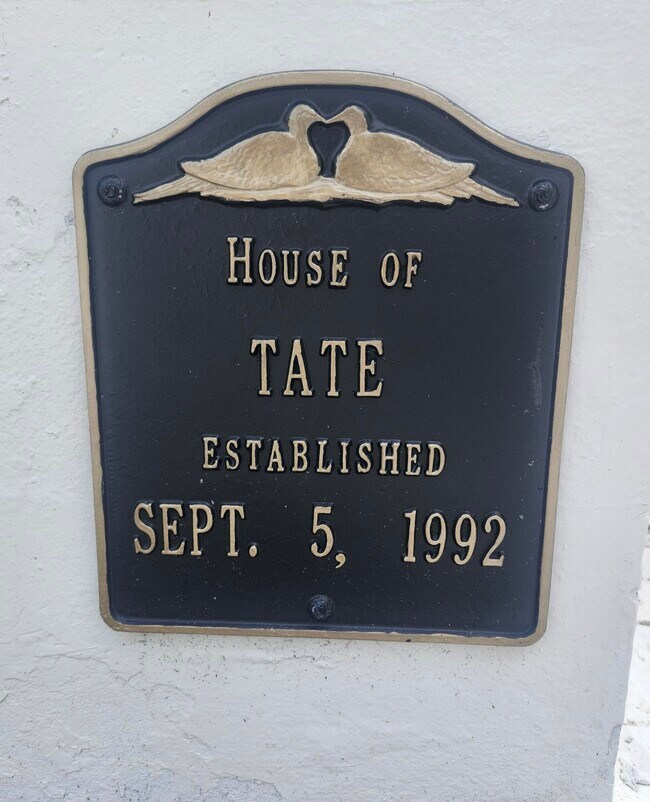 HOUSE OF
TATE
ESTABLISHED
SEPT. 5, 1992